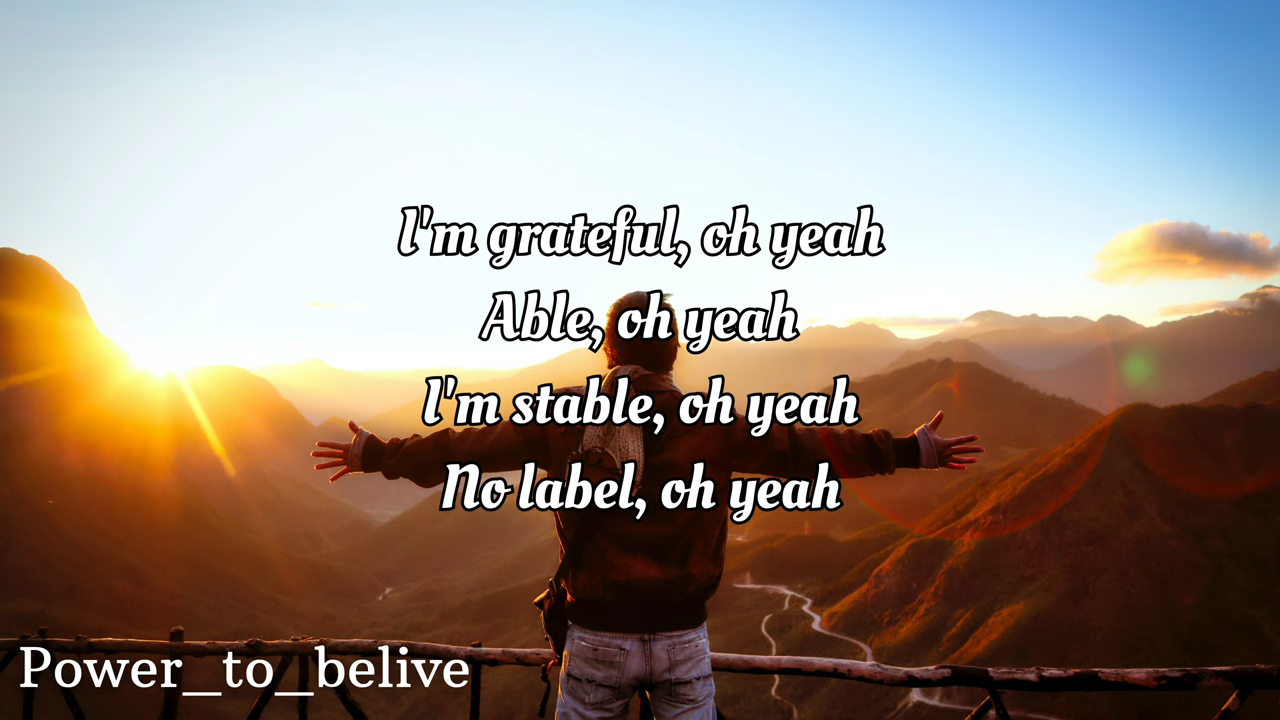 I'm grateful, oh yeah
Able, oh yeah
I'm stable, oh yeah
No label, oh yeah
Power_to_belive